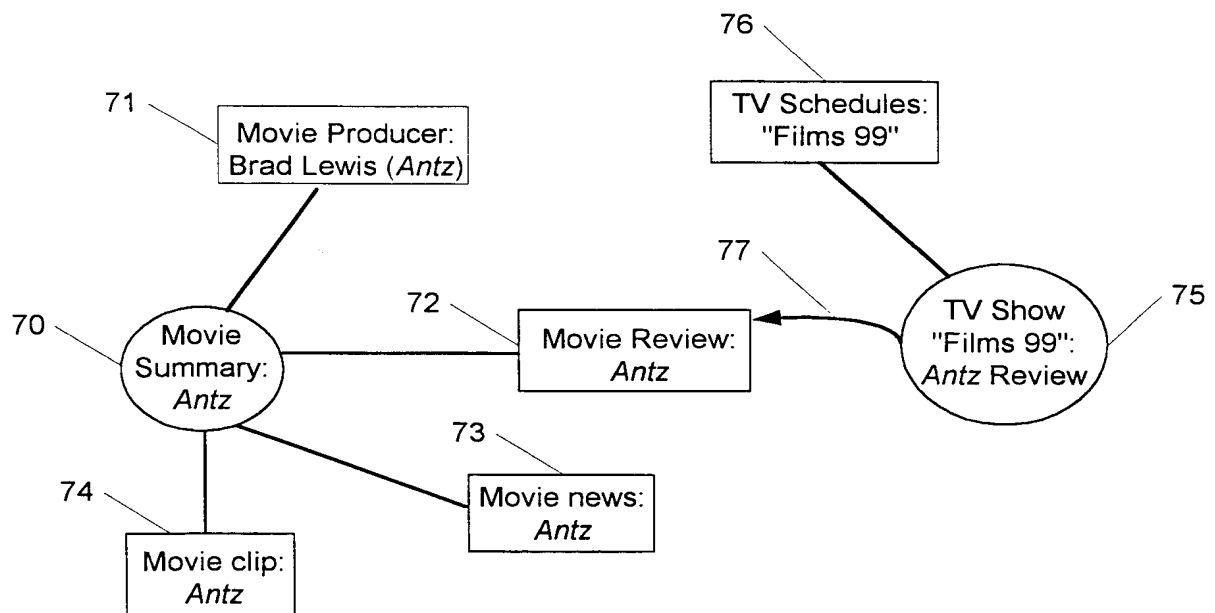 76
TV Schedules:
"Films 99"
71
Movie Producer:
Brad Lewis (Antz)
77
72
70
Movie
Summary:
Antz
Movie Review:
Antz
TV Show
"Films 99":
Antz Review
75
73
Movie news:
Antz
74
Movie clip:
Antz